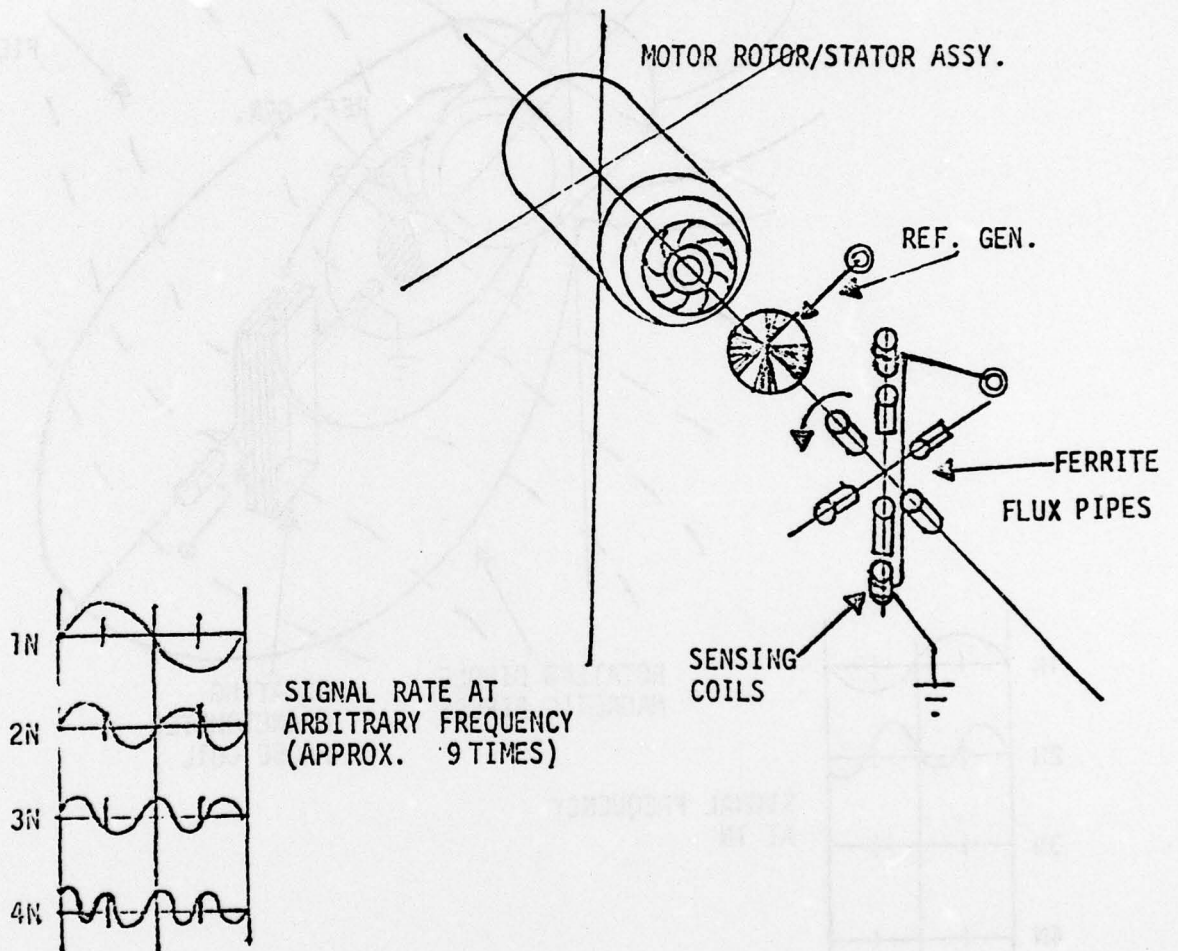 MOTOR ROTOR/STATOR ASSY.
REF. GEN.
FERRITE
FLUX PIPES
SENSING
COILS
SIGNAL RATE AT
ARBITRARY FREQUENCY
(APPROX. 9 TIMES)
1N
2N
3N
4N